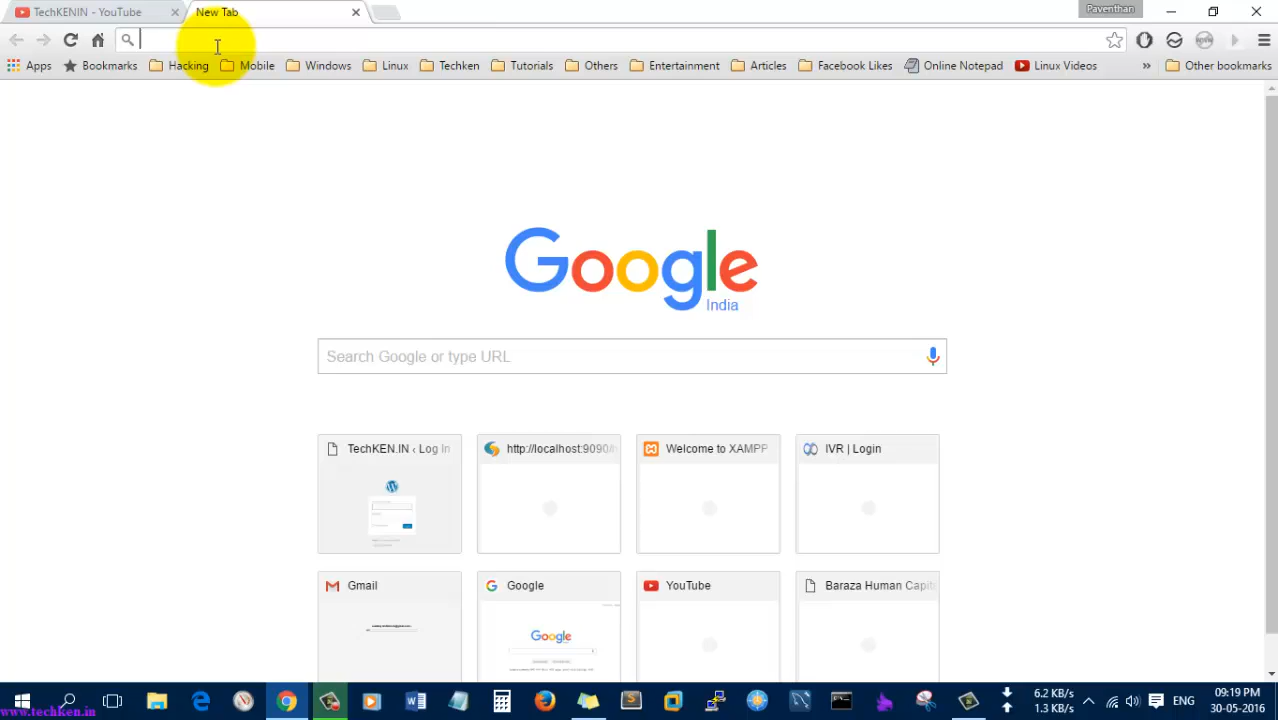 TechKENIN - YouTube
New Tab
Paventhan
Apps
Bookmarks
Hacking
Mobile
Windows
Linux
Techken
Tutorials
Others
Entertainment
Articles
Facebook Likes
Online Notepad
Linux Videos
»
Other bookmarks
Google
India
Search Google or type URL
TechKEN.IN ‹ Log In
http://localhost:9090/
Welcome to XAMPP
IVR | Login
Gmail
Google
YouTube
Baraza Human Capit
Google
6.2 KB/s
1.3 KB/s
ENG
09:19 PM
30-05-2016
www.techken.in